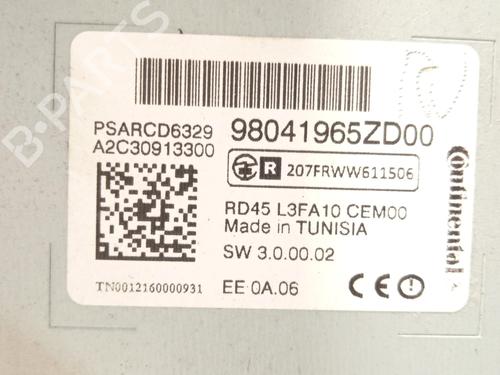 B-PARTS
PSARCD6329
98041965ZD00
A2C30913300
R 207FRWW611506
RD45 L3FA10 CEM00
Made in TUNISIA
SW 3.0.00.02
TN0012160000931
EE 0A.06
CE
Continental